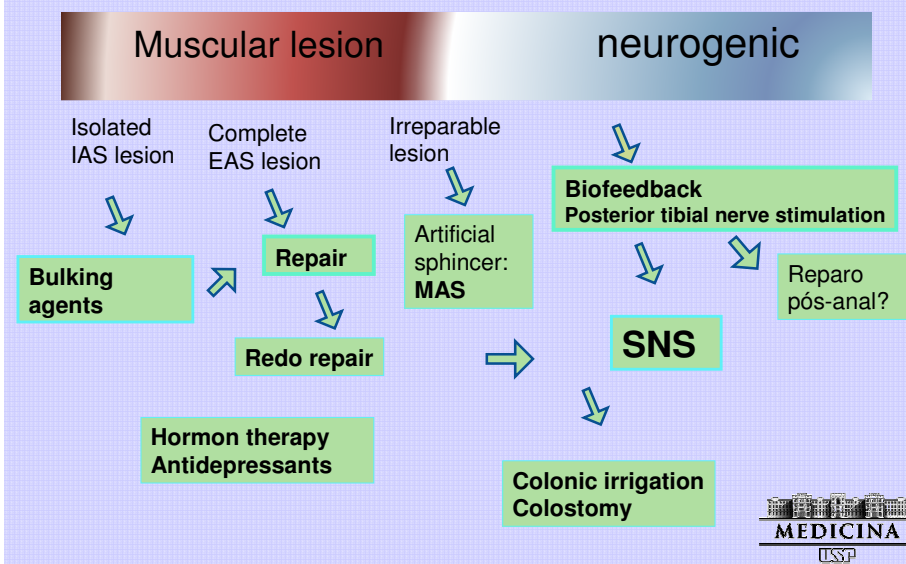 Muscular lesion
neurogenic
Isolated
IAS lesion
Complete
EAS lesion
Irreparable
lesion
Bulking
agents
Repair
Redo repair
Artificial
sphincer:
MAS
Biofeedback
Posterior tibial nerve stimulation
Reparo
pós-anal?
SNS
Hormon therapy
Antidepressants
Colonic irrigation
Colostomy
MEDICINA
USP